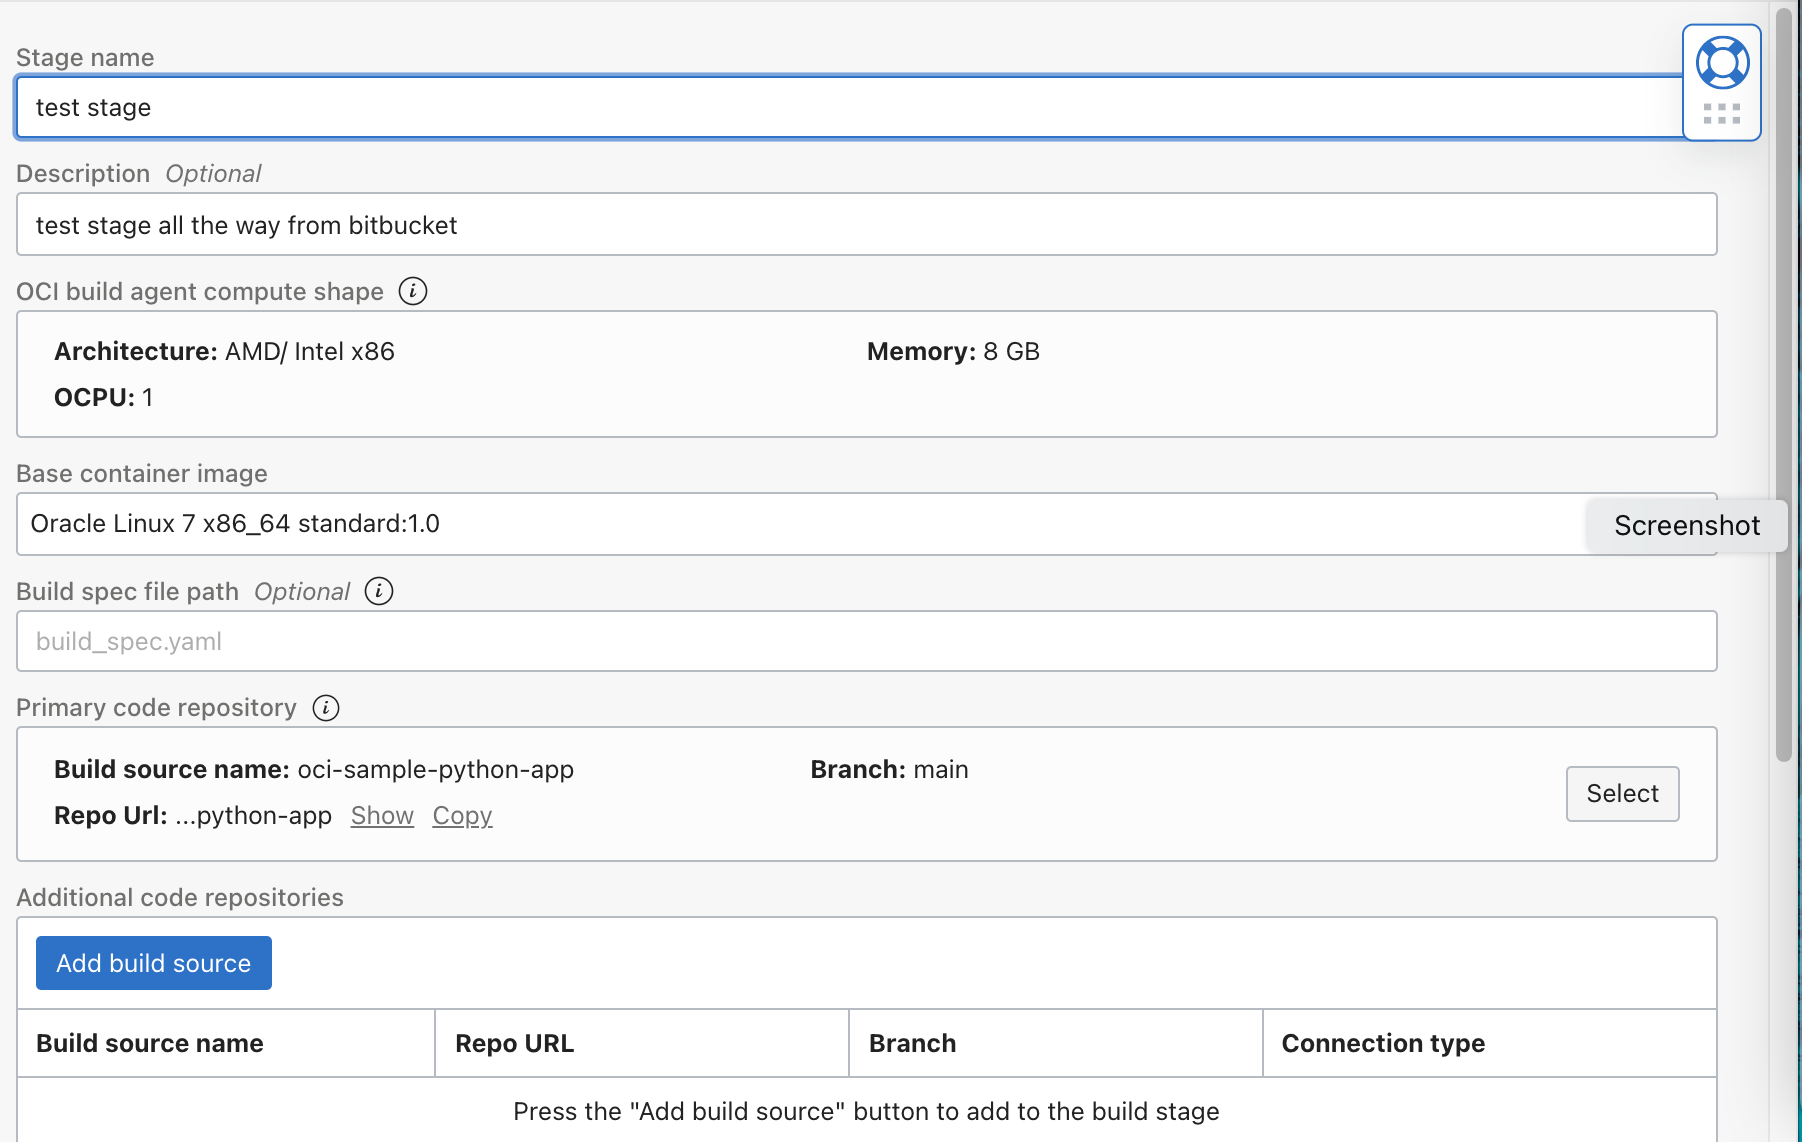 Stage name
test stage
Description Optional
test stage all the way from bitbucket
OCI build agent compute shape i
Architecture: AMD/ Intel x86
Memory: 8 GB
OCPU: 1
Base container image
Oracle Linux 7 x86_64 standard:1.0
Screenshot
Build spec file path Optional i
build_spec.yaml
Primary code repository i
Build source name: oci-sample-python-app
Branch: main
Select
Repo Url: ...python-app Show Copy
Additional code repositories
Add build source
Build source name Repo URL Branch Connection type
Press the "Add build source" button to add to the build stage